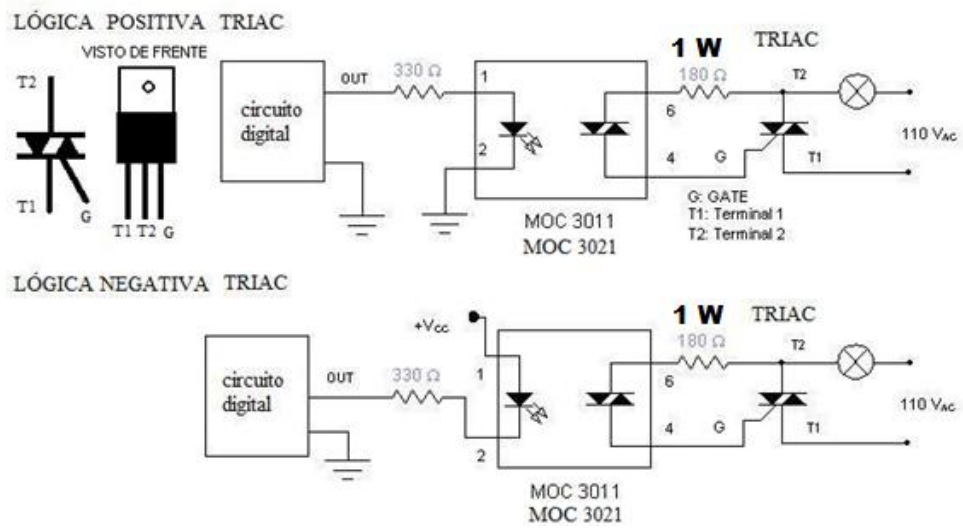 LÓGICA POSITIVA TRIAC
VISTO DE FRENTE
T2
T1
G
T1 T2 G
circuito
digital
OUT
330 Ω
1
2
MOC 3011
MOC 3021
6
4
1 W
180 Ω
TRIAC
T2
G
T1
110 VAC
G: GATE
T1: Terminal 1
T2: Terminal 2
LÓGICA NEGATIVA TRIAC
circuito
digital
OUT
330 Ω
+Vcc
1
2
MOC 3011
MOC 3021
6
4
1 W
180 Ω
TRIAC
T2
G
T1
110 VAC